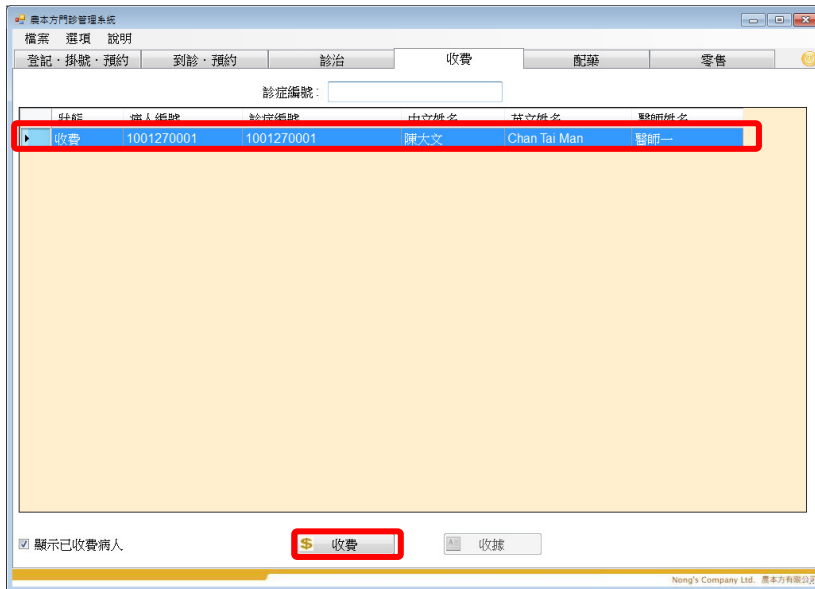 農本方門診管理系統
檔案 選項 說明
登記・掛號・預約 到診・預約 診治 收費 配藥 零售
診症編號:
狀態 病人編號 診症編號 中文姓名 英文姓名 醫師姓名
收費 1001270001 1001270001 陳大文 Chan Tai Man 醫師一
顯示已收費病人 $ 收費 收據
Nong's Company Ltd. 農本方有限公司